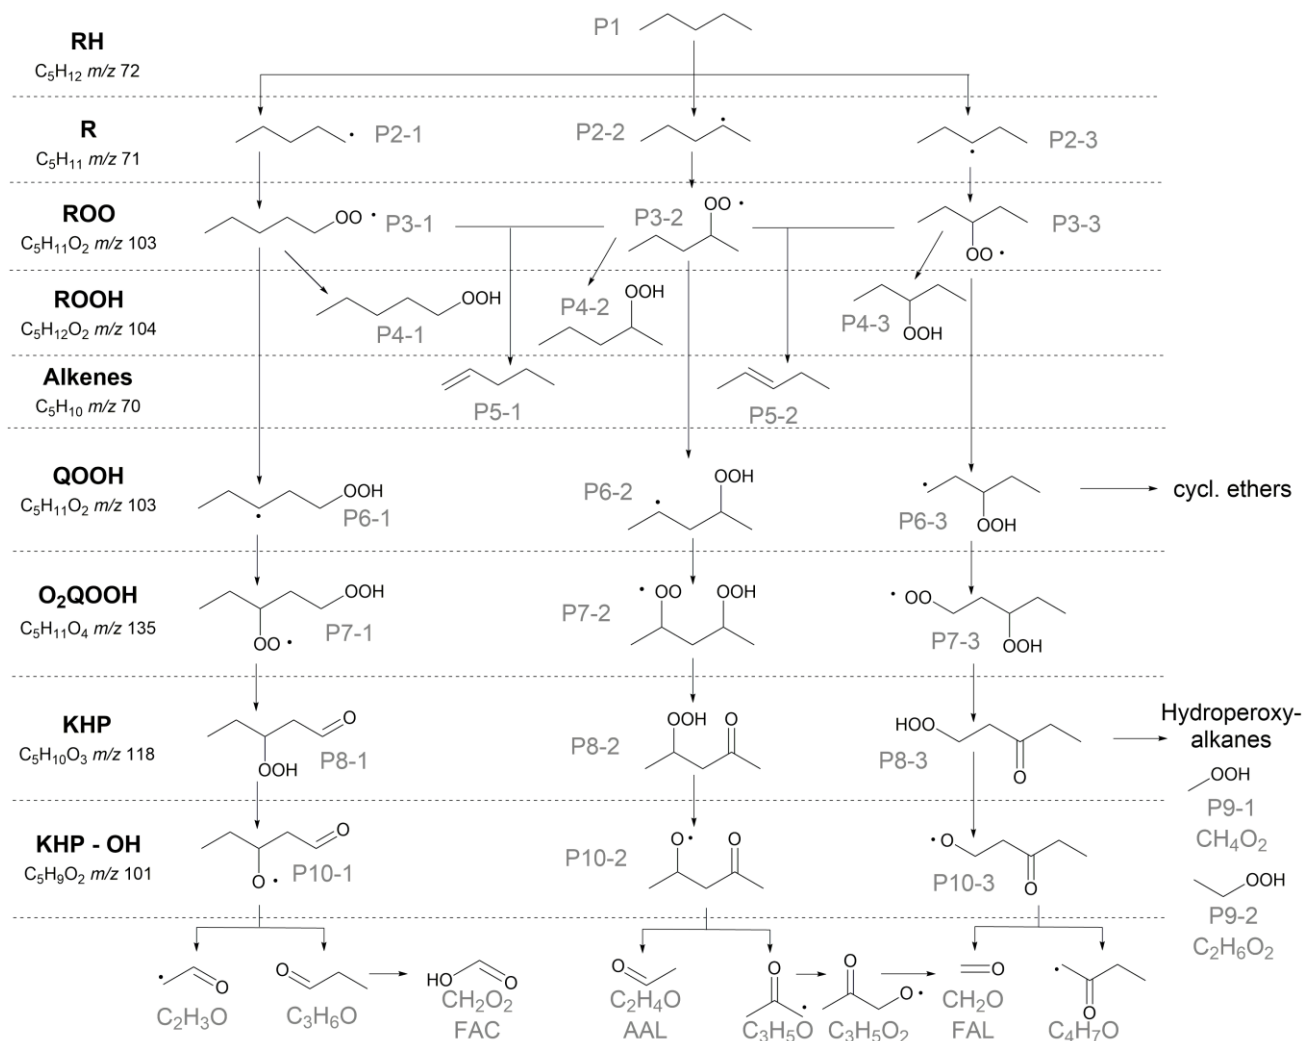 P1
RH
C₅H₁₂ m/z 72
R
C₅H₁₁ m/z 71
P2-1
P2-2
P2-3
ROO
C₅H₁₁O₂ m/z 103
OO •
P3-1
P3-2
OO •
P3-3
OO •
ROOH
C₅H₁₂O₂ m/z 104
OOH
P4-1
P4-2
OOH
P4-3
OOH
Alkenes
C₅H₁₀ m/z 70
P5-1
P5-2
QOOH
C₅H₁₁O₂ m/z 103
OOH
P6-1
P6-2
OOH
P6-3
OOH
cycl. ethers
O₂QOOH
C₅H₁₁O₄ m/z 135
OOH
OO •
P7-1
P7-2
• OO
OOH
• OO
P7-3
OOH
KHP
C₅H₁₀O₃ m/z 118
O
OOH
P8-1
P8-2
OOH
O
HOO
P8-3
O
Hydroperoxy-
alkanes
OOH
P9-1
CH₄O₂
OOH
P9-2
C₂H₆O₂
KHP - OH
C₅H₉O₂ m/z 101
O
O •
P10-1
P10-2
O•
O
•O
P10-3
O
O
C₂H₃O
O
C₃H₆O
HO
O
CH₂O₂
FAC
O
C₂H₄O
AAL
O
C₃H₅O
O
O•
C₃H₅O₂
O
CH₂O
FAL
O
C₄H₇O